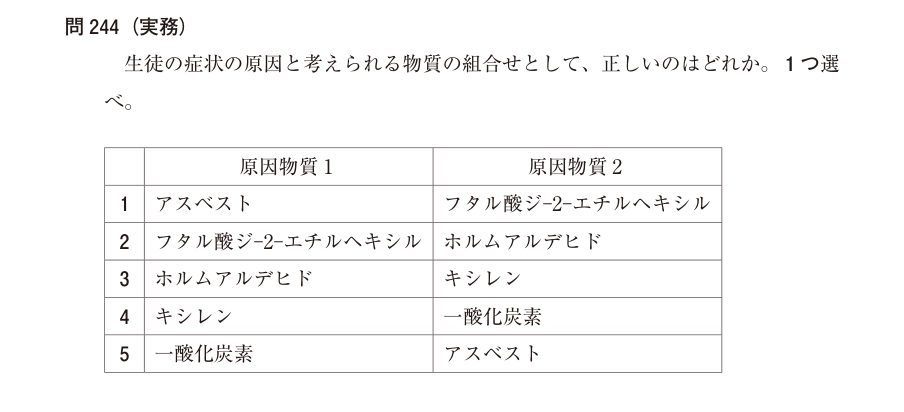 問 244（実務）
生徒の症状の原因と考えられる物質の組合せとして、正しいのはどれか。1つ選
べ。
原因物質 1 原因物質 2
1 アスベスト フタル酸ジ-2-エチルヘキシル
2 フタル酸ジ-2-エチルヘキシル ホルムアルデヒド
3 ホルムアルデヒド キシレン
4 キシレン 一酸化炭素
5 一酸化炭素 アスベスト